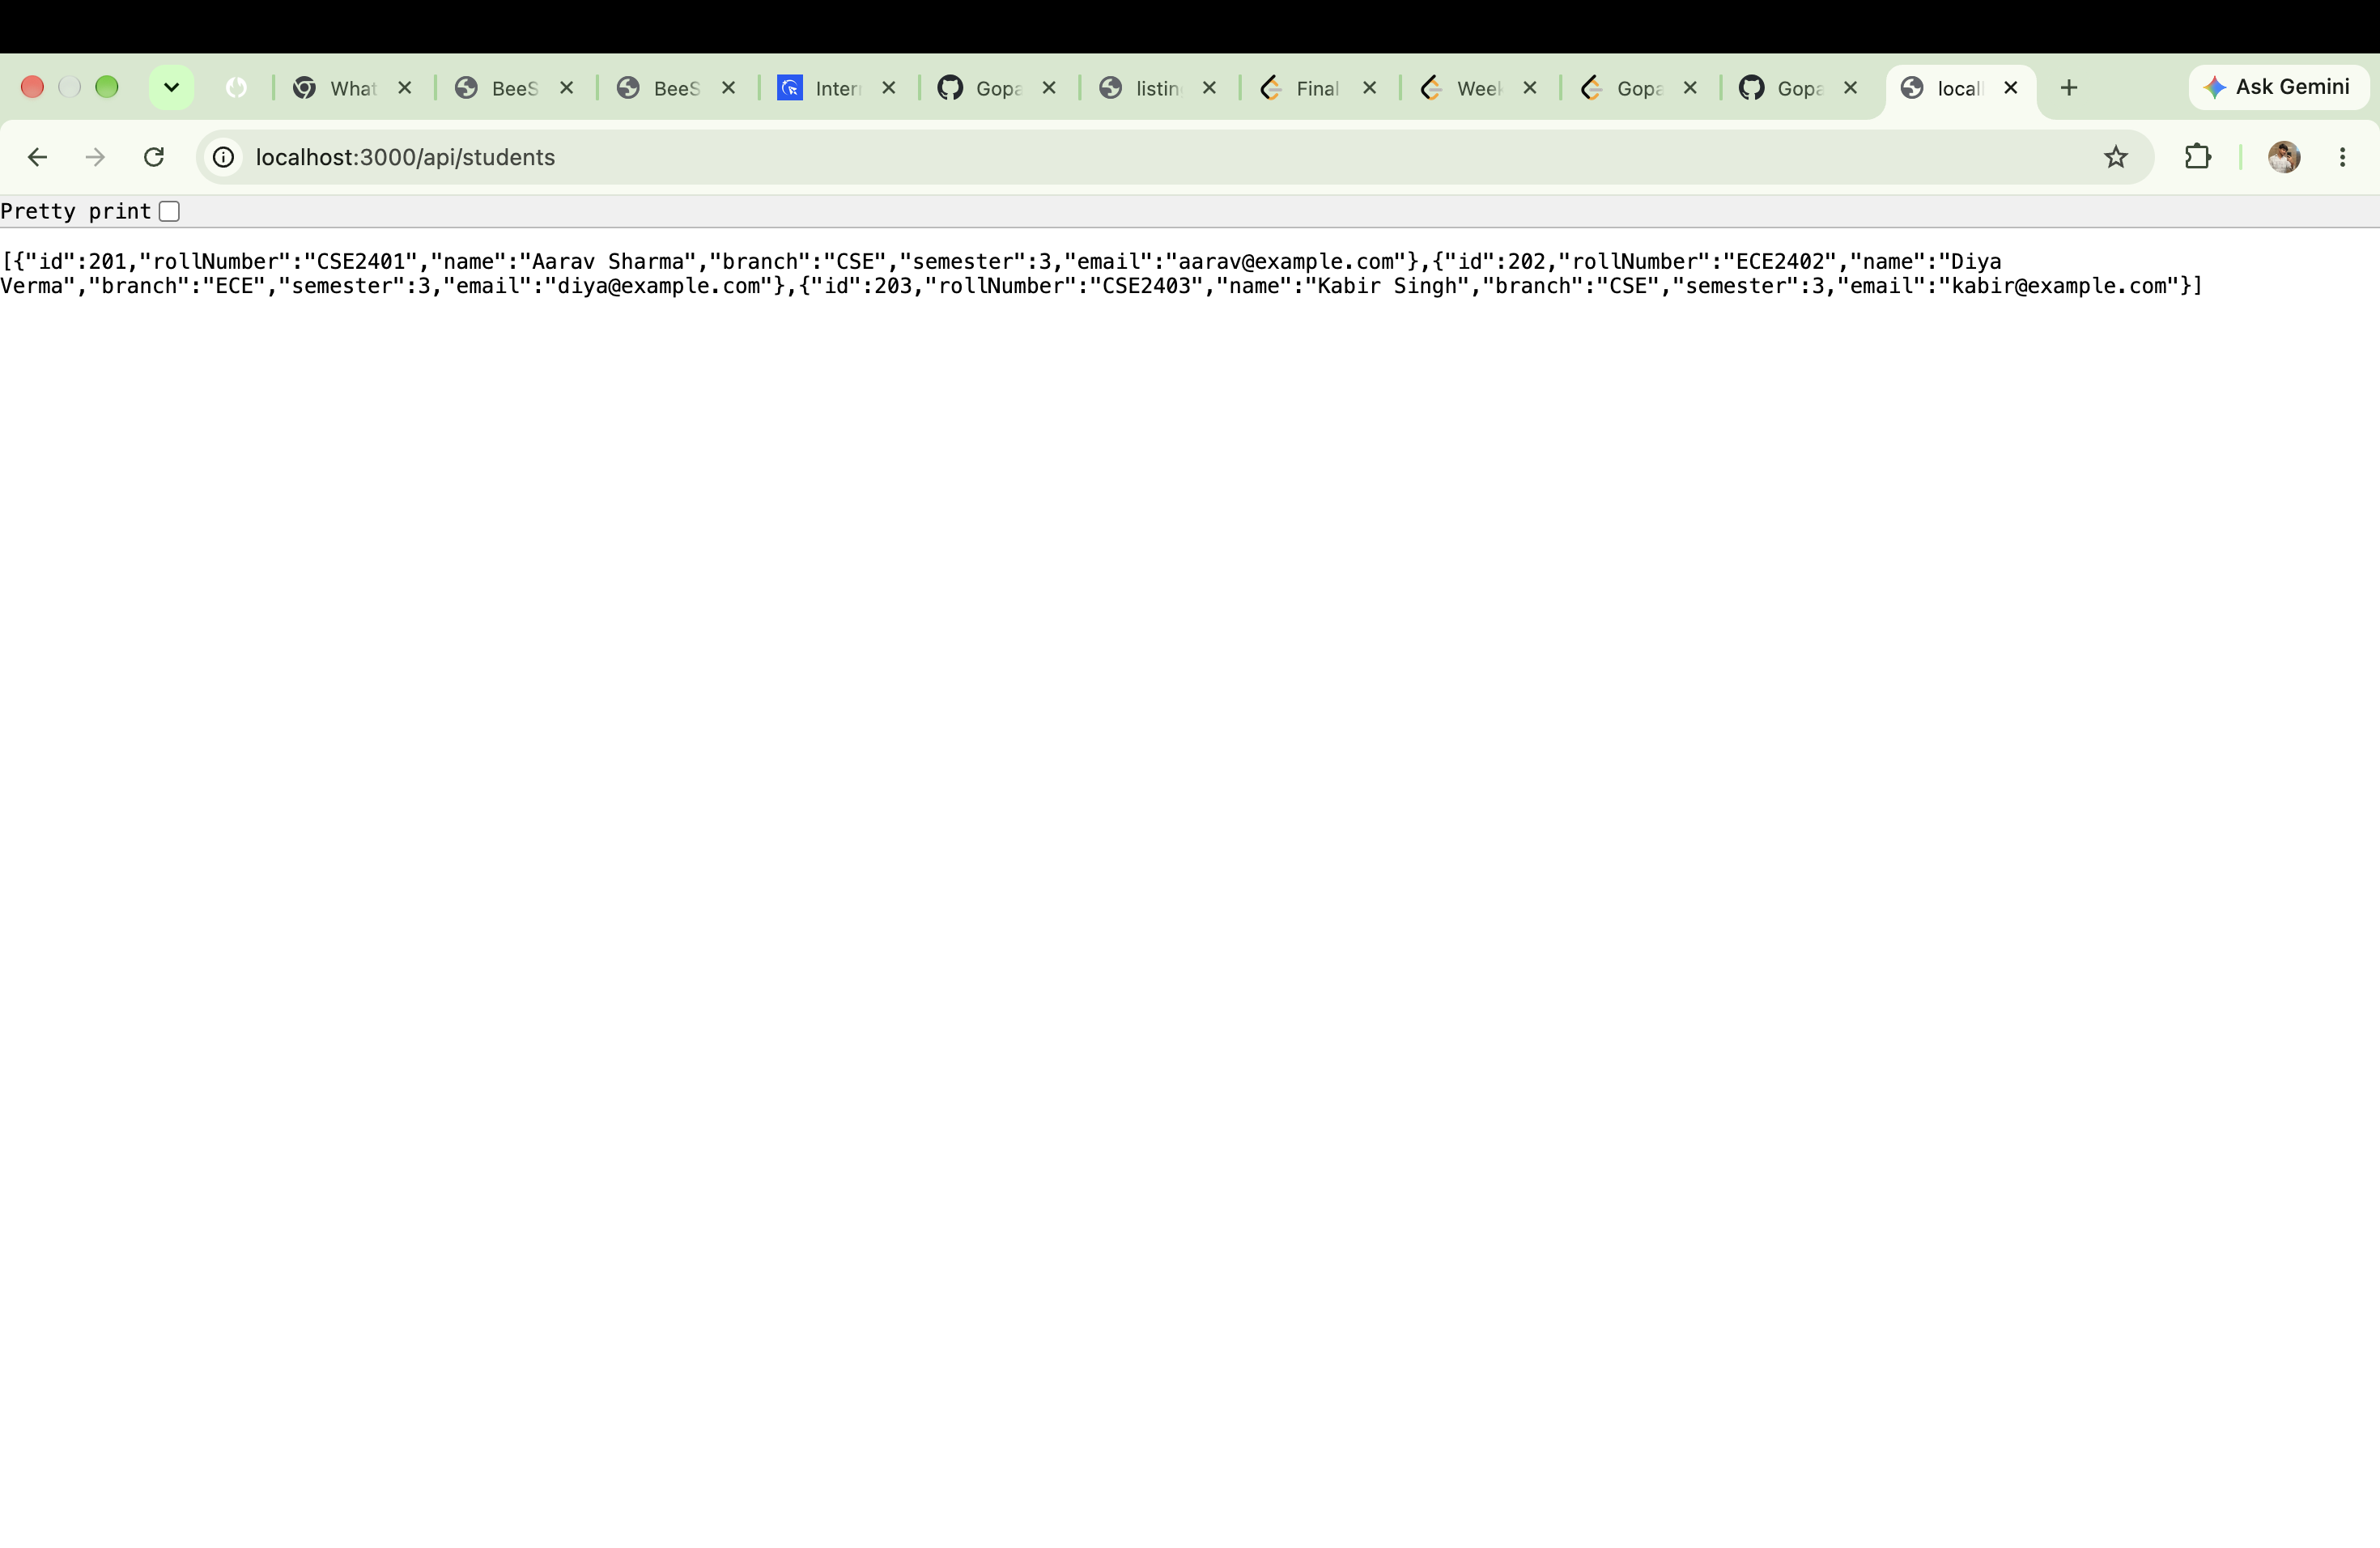 What
BeeS
BeeS
Inter
Gopa
listin
Final
Week
Gopa
Gopa
local
Ask Gemini
localhost:3000/api/students
Pretty print
[{"id":201,"rollNumber":"CSE2401","name":"Aarav Sharma","branch":"CSE","semester":3,"email":"aarav@example.com"},{"id":202,"rollNumber":"ECE2402","name":"Diya
Verma","branch":"ECE","semester":3,"email":"diya@example.com"},{"id":203,"rollNumber":"CSE2403","name":"Kabir Singh","branch":"CSE","semester":3,"email":"kabir@example.com"}]